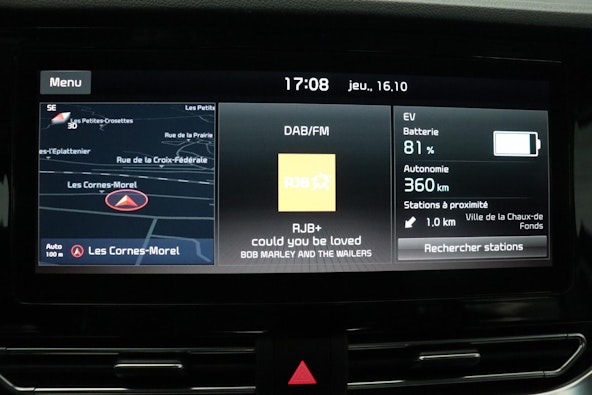 Menu
17:08
jeu., 16.10
SE
3D
Les Petit
Les Petites-Crosettes
Rue de la Prairie
es-l'Eplattenier
Rue de la Croix-Fédérale
Les Cornes-Morel
Auto
100 m
Les Cornes-Morel
DAB/FM
RJB
RJB+
could you be loved
BOB MARLEY AND THE WAILERS
EV
Batterie
81 %
Autonomie
360 km
Stations à proximité
1,0 km
Ville de la Chaux-de
Fonds
Rechercher stations